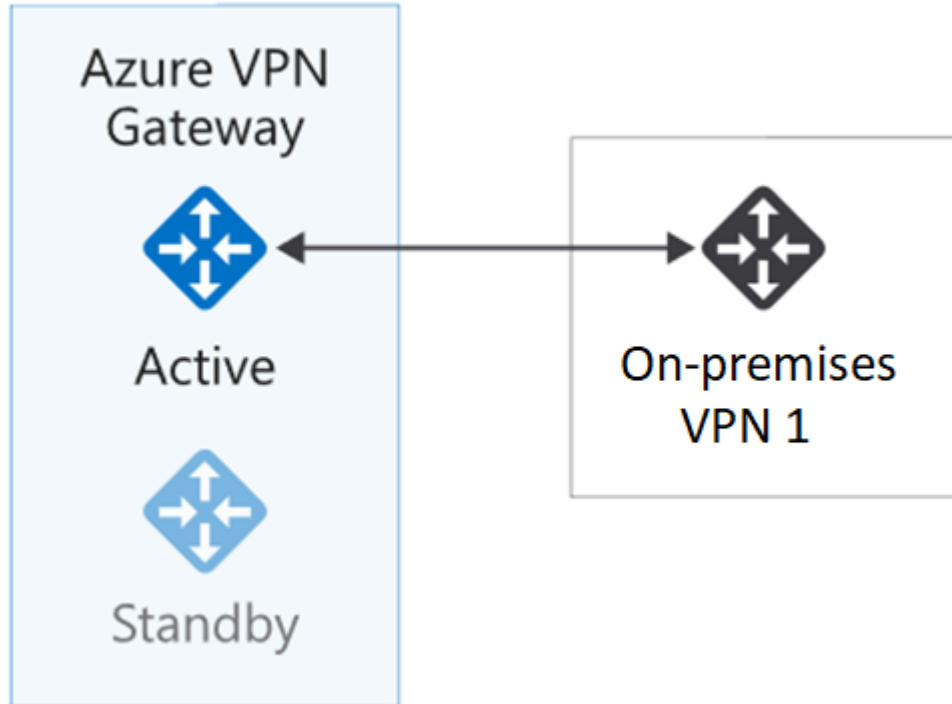 Azure VPN
Gateway
Active
On-premises
VPN 1
Standby